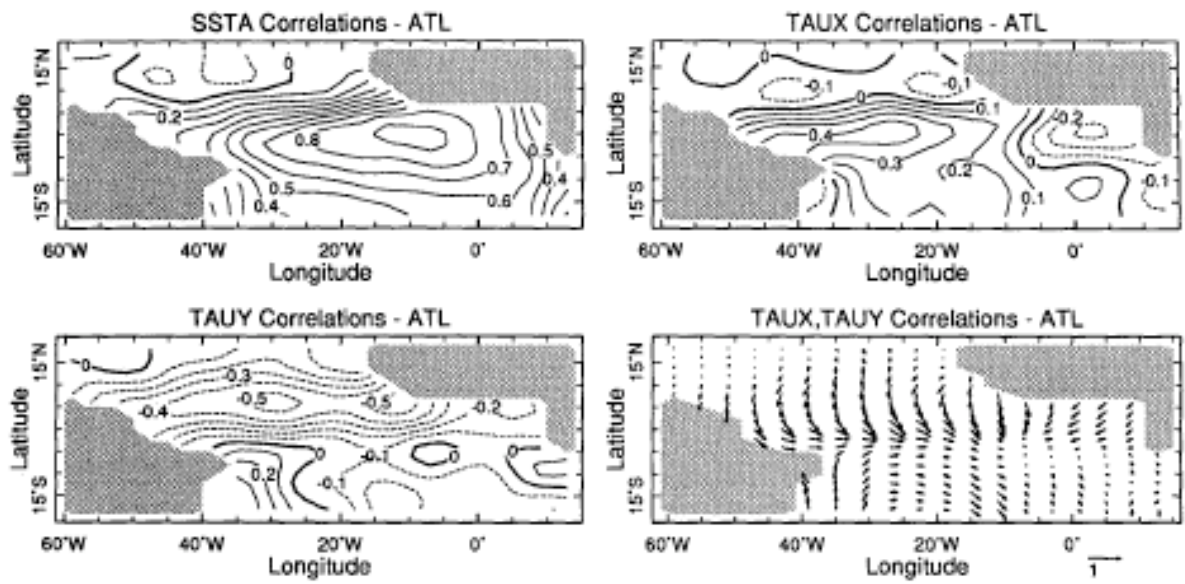 SSTA Correlations - ATL
15°N
0
0.2
0.8
0.7
0.5
0.5
0.4
0.4
0.6
15°S
Latitude
60°W 40°W 20°W 0°
Longitude
TAUX Correlations - ATL
15°N
0
-0.1
-0.1
0
0.1
-0.2
0.4
0.3
0.2
0
0.1
-0.1
15°S
Latitude
60°W 40°W 20°W 0°
Longitude
TAUY Correlations - ATL
15°N
0
-0.3
-0.5
-0.5
-0.4
-0.2
0
-0.1
0
0
0.2
-0.1
15°S
Latitude
60°W 40°W 20°W 0°
Longitude
TAUX,TAUY Correlations - ATL
15°N
15°S
Latitude
60°W 40°W 20°W 0°
Longitude
1